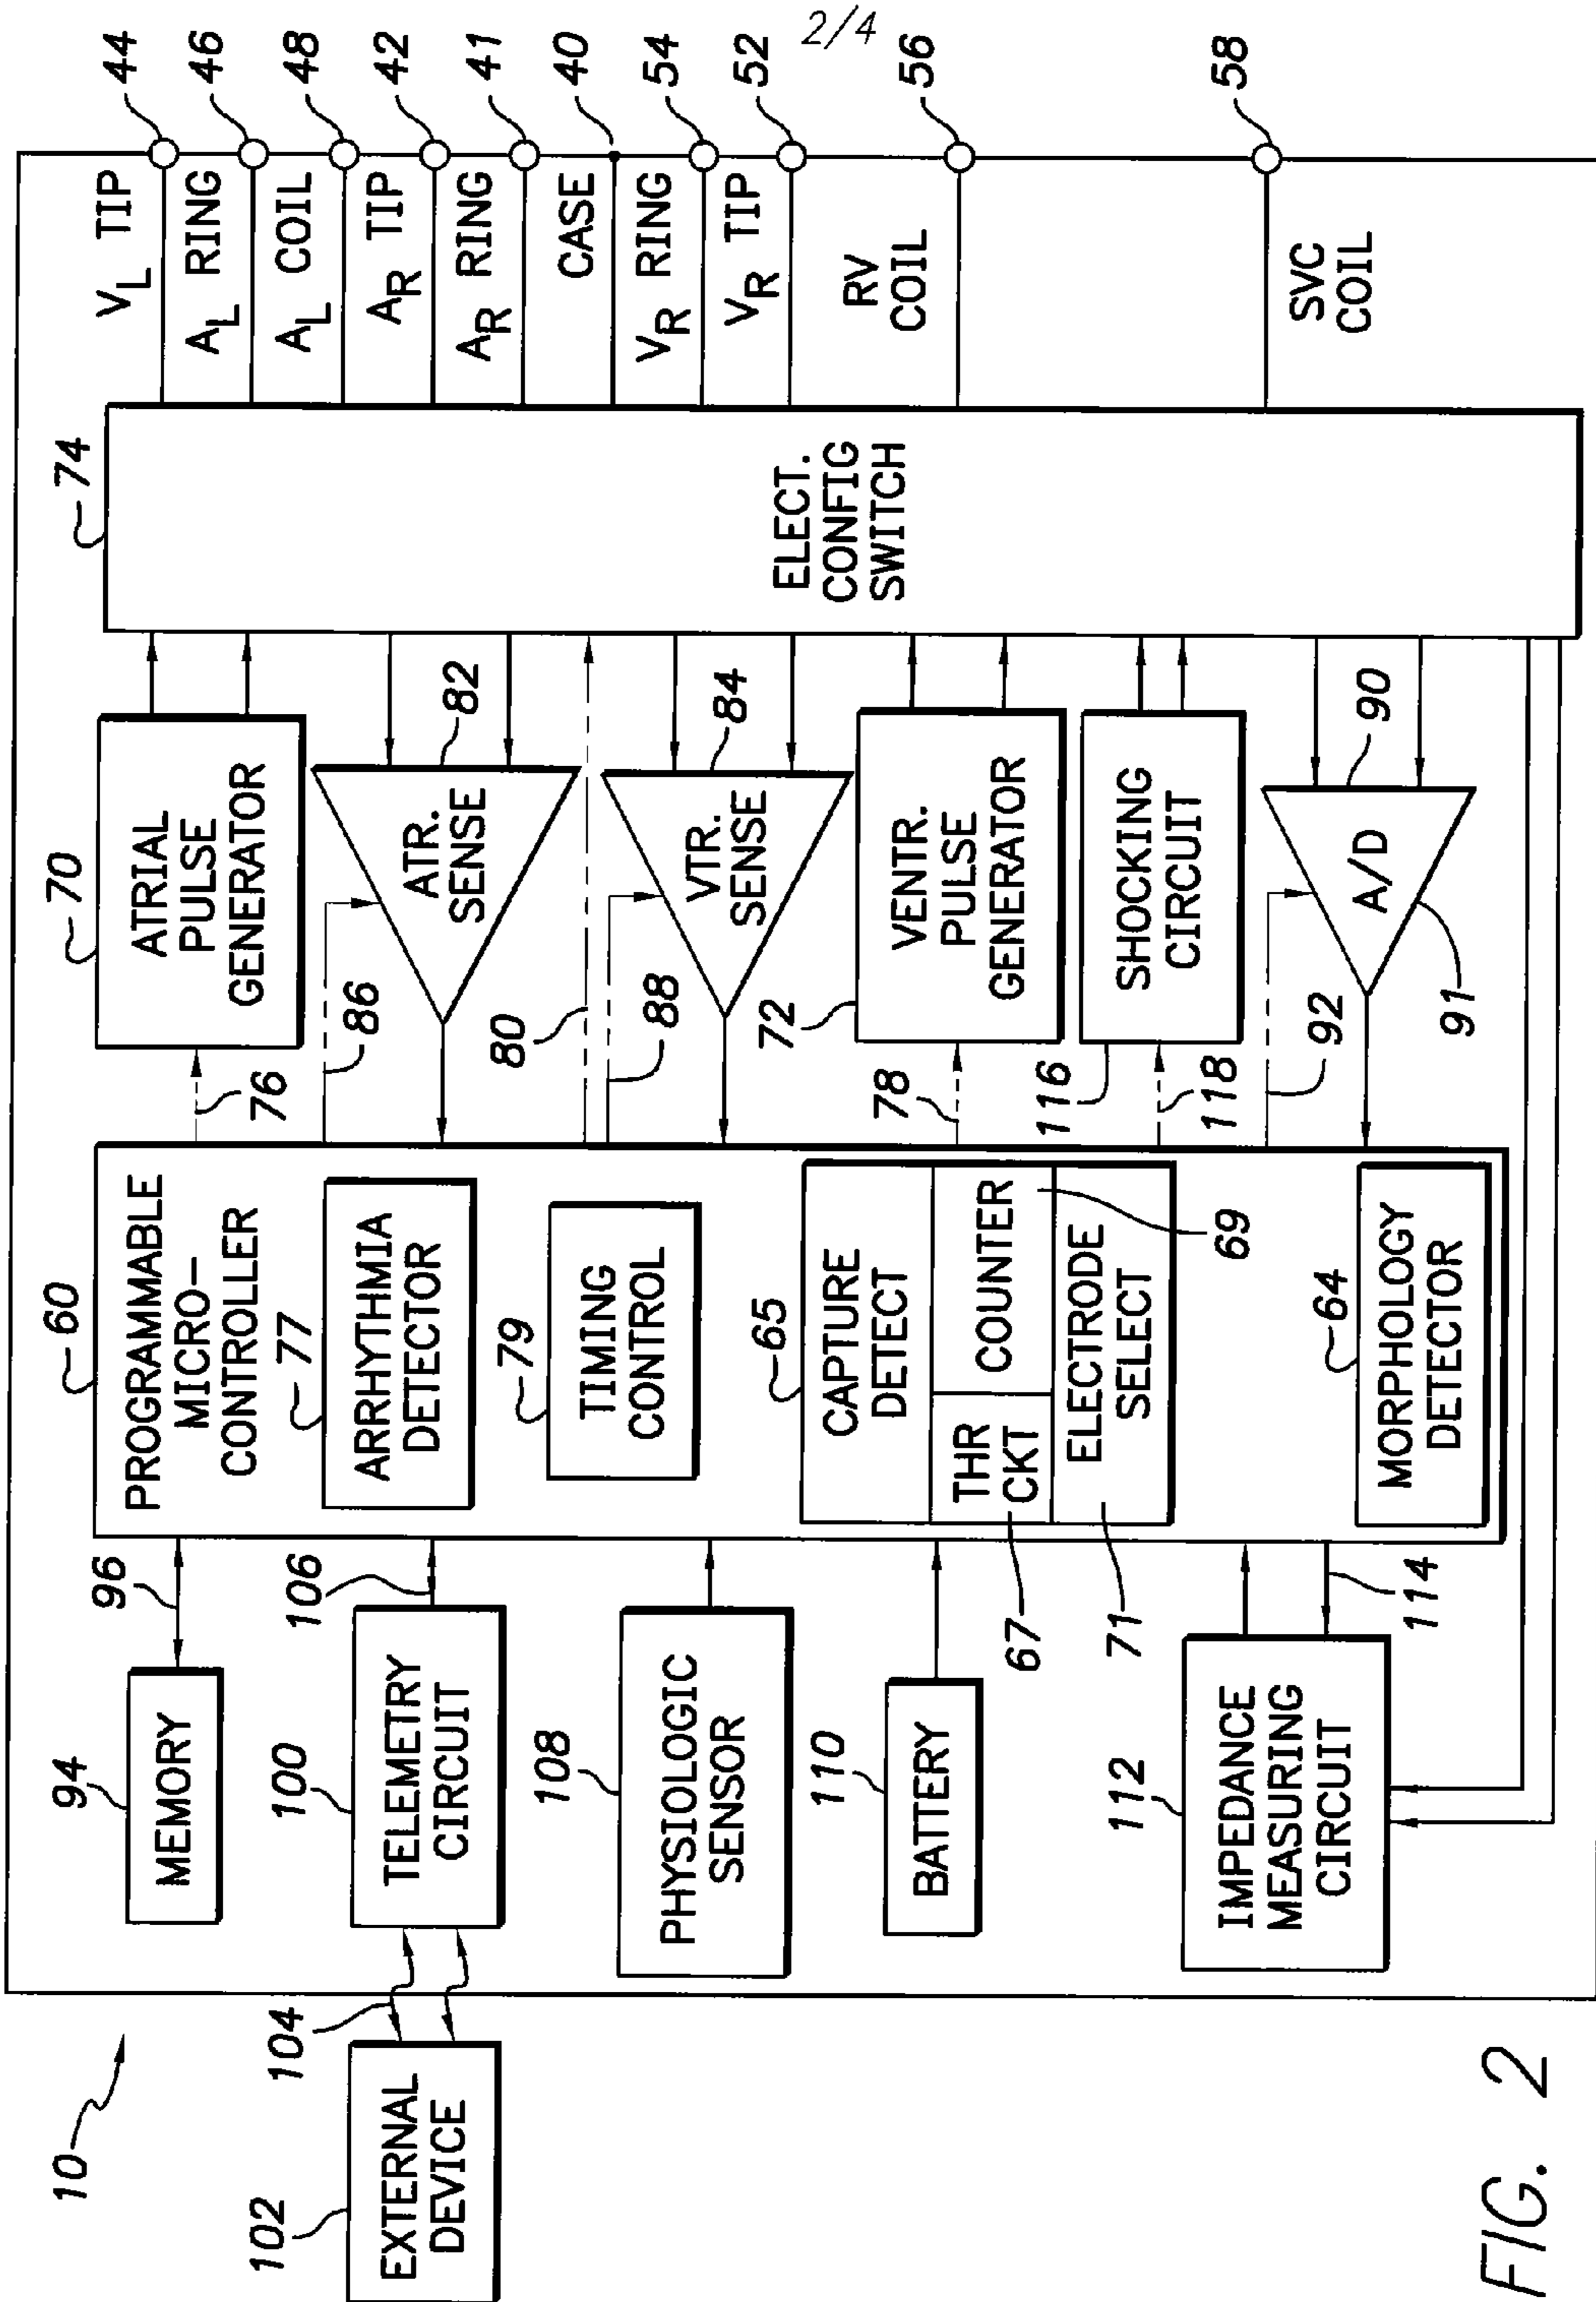 2/4
10
102
EXTERNAL
DEVICE
104
94
MEMORY
96
100
TELEMETRY
CIRCUIT
106
108
PHYSIOLOGIC
SENSOR
110
BATTERY
112
IMPEDANCE
MEASURING
CIRCUIT
114
60
PROGRAMMABLE
MICRO-
CONTROLLER
77
ARRHYTHMIA
DETECTOR
79
TIMING
CONTROL
65
CAPTURE
DETECT
THR
CKT
COUNTER
67
69
ELECTRODE
SELECT
71
64
MORPHOLOGY
DETECTOR
70
ATRIAL
PULSE
GENERATOR
76
86
ATR.
SENSE
82
80
88
VTR.
SENSE
84
72
VENTR.
PULSE
GENERATOR
78
116
SHOCKING
CIRCUIT
118
92
A/D
90
91
74
ELECT.
CONFIG
SWITCH
VL TIP
44
AL RING
46
AL COIL
48
AR TIP
42
AR RING
41
CASE
40
VR RING
54
VR TIP
52
RV
COIL
56
SVC
COIL
58
FIG. 2